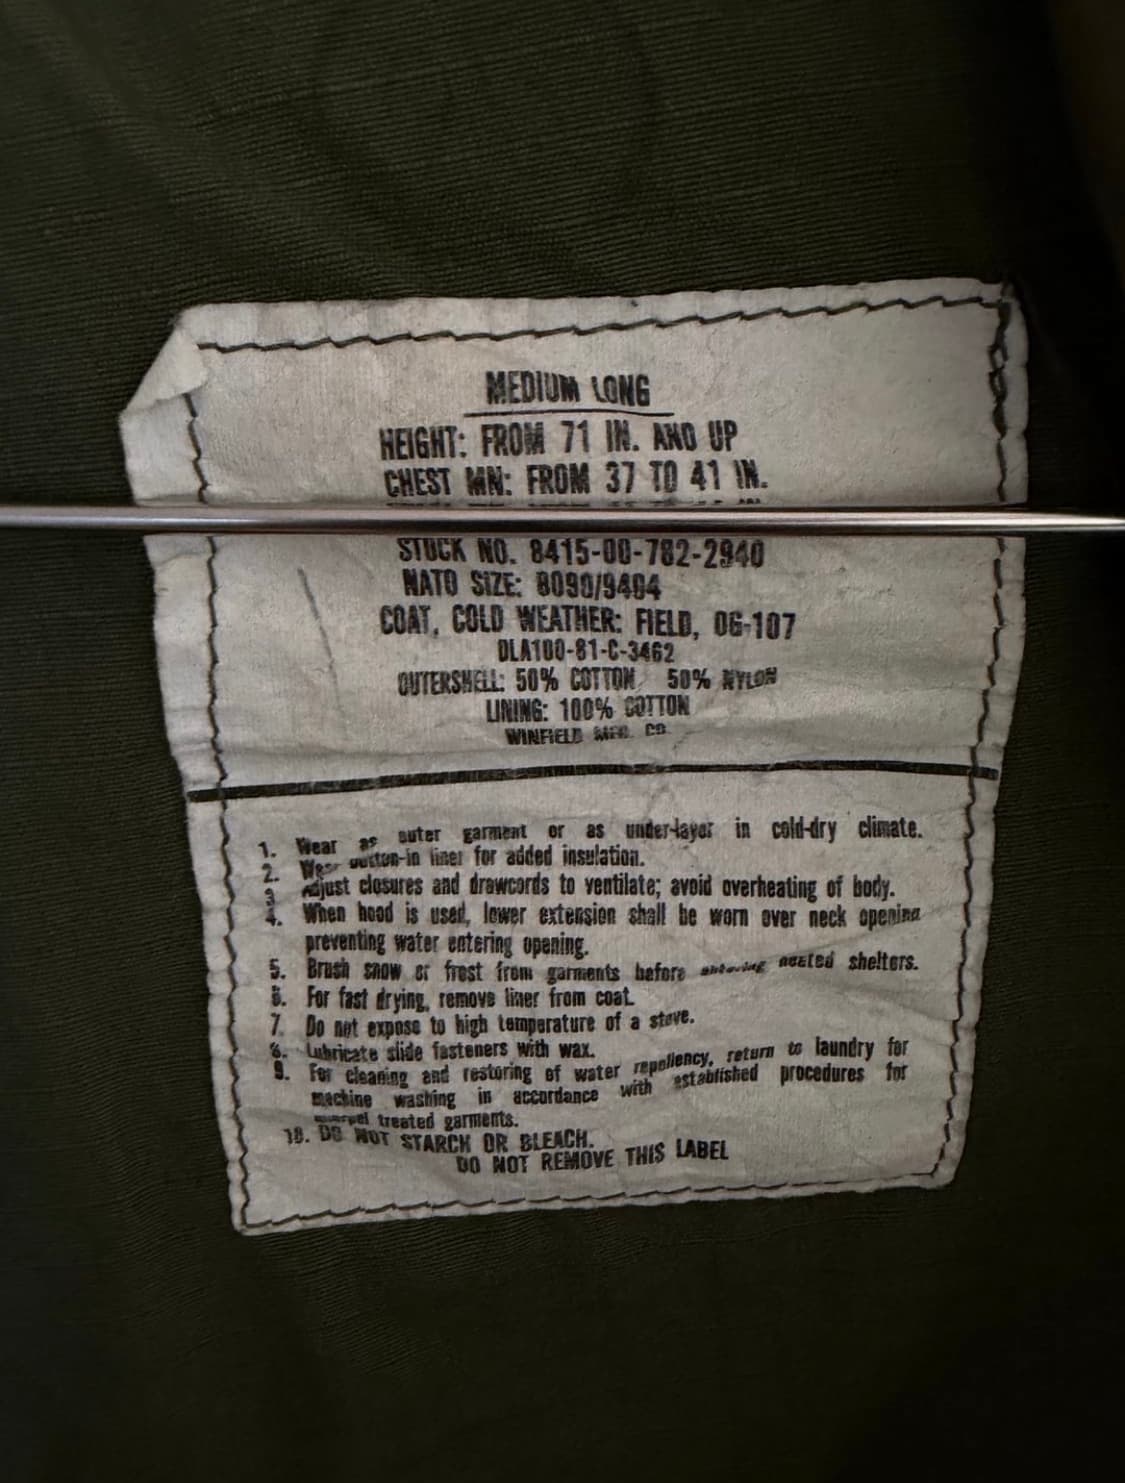 MEDIUM LONG
HEIGHT: FROM 71 IN. AND UP
CHEST MN: FROM 37 TO 41 IN.
STOCK NO. 8415-00-782-2940
NATO SIZE: 8090/9404
COAT, COLD WEATHER: FIELD, OG-107
DLA100-81-C-3462
OUTERSHELL: 50% COTTON 50% NYLON
LINING: 100% COTTON
WINFIELD MFG. CO.
1. Wear as outer garment or as under-layer in cold-dry climate.
2. Wear button-in liner for added insulation.
3 Adjust closures and drawcords to ventilate; avoid overheating of body.
4. When hood is used, lower extension shall be worn over neck opening
preventing water entering opening.
5. Brush snow or frost from garments before entering heated shelters.
6. For fast drying, remove liner from coat.
7. Do not expose to high temperature of a stove.
8. Lubricate slide fasteners with wax.
9. For cleaning and restoring of water repellency, return to laundry for
machine washing in accordance with established procedures for
treated garments.
10. DO NOT STARCH OR BLEACH.
DO NOT REMOVE THIS LABEL